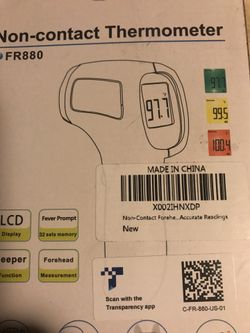 Non-contact Thermometer
FR880
97.7
97.7
99.5
100.4
MADE IN CHINA
X002IHNXDP
Non-Contact Forehe...Accurate Readings
New
LCD
Display
Fever Prompt
32 sets memory
Beeper
Function
Forehead
Measurement
Scan with the
Transparency app
C-FR-880-US-01